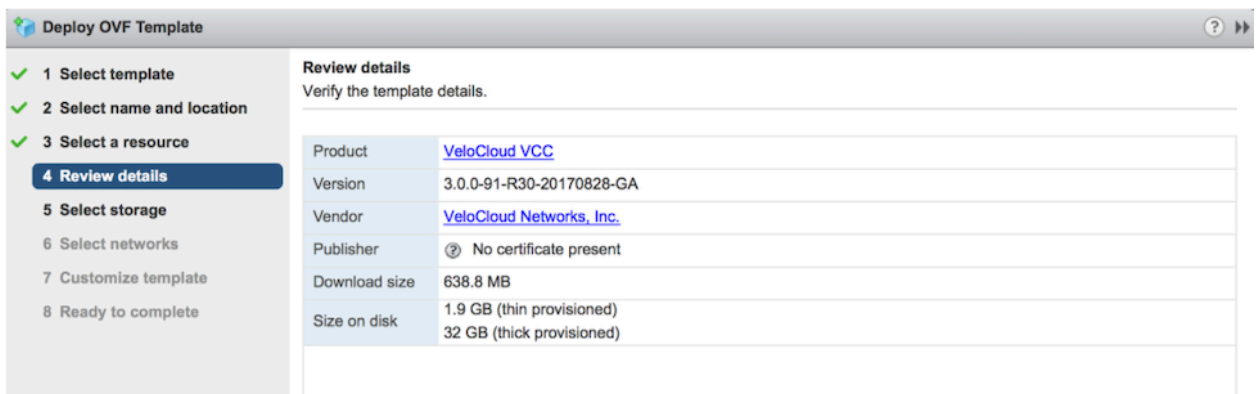 Deploy OVF Template
1 Select template
2 Select name and location
3 Select a resource
4 Review details
5 Select storage
6 Select networks
7 Customize template
8 Ready to complete
Review details
Verify the template details.
Product VeloCloud VCC
Version 3.0.0-91-R30-20170828-GA
Vendor VeloCloud Networks, Inc.
Publisher No certificate present
Download size 638.8 MB
Size on disk 1.9 GB (thin provisioned)
32 GB (thick provisioned)